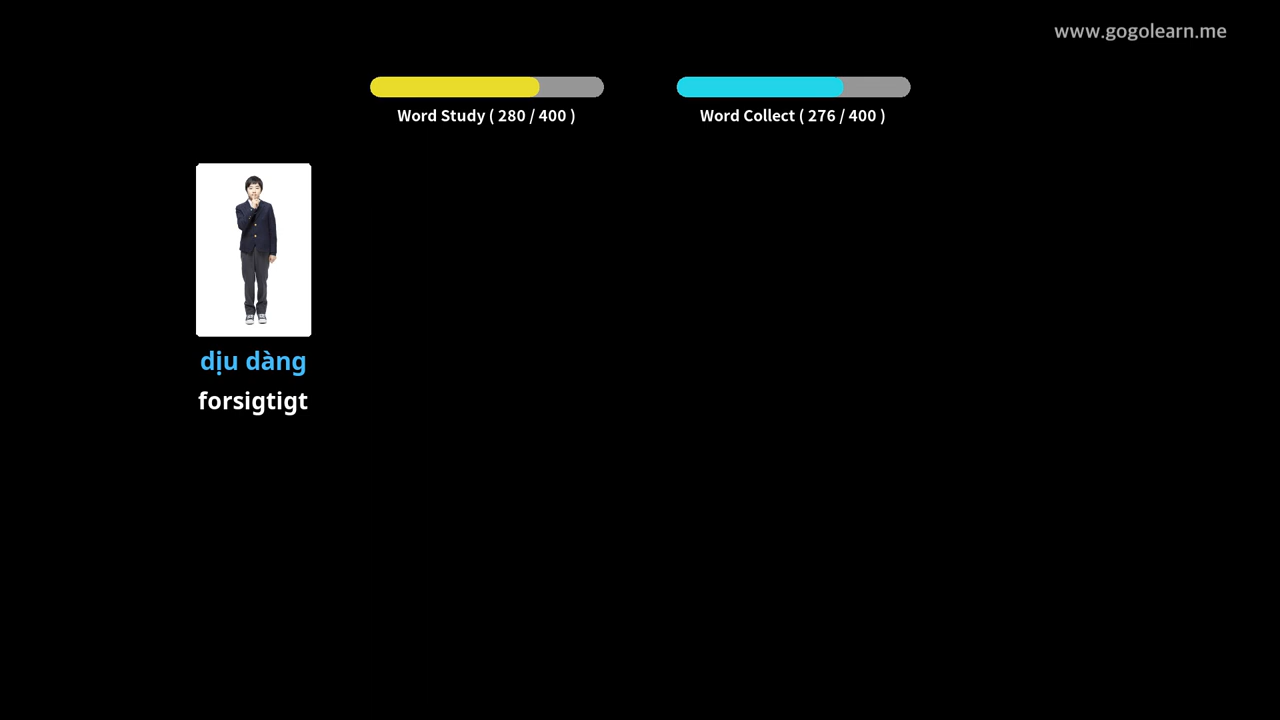 www.gogolearn.me
Word Study ( 280 / 400 )
Word Collect ( 276 / 400 )
dịu dàng
forsigtigt